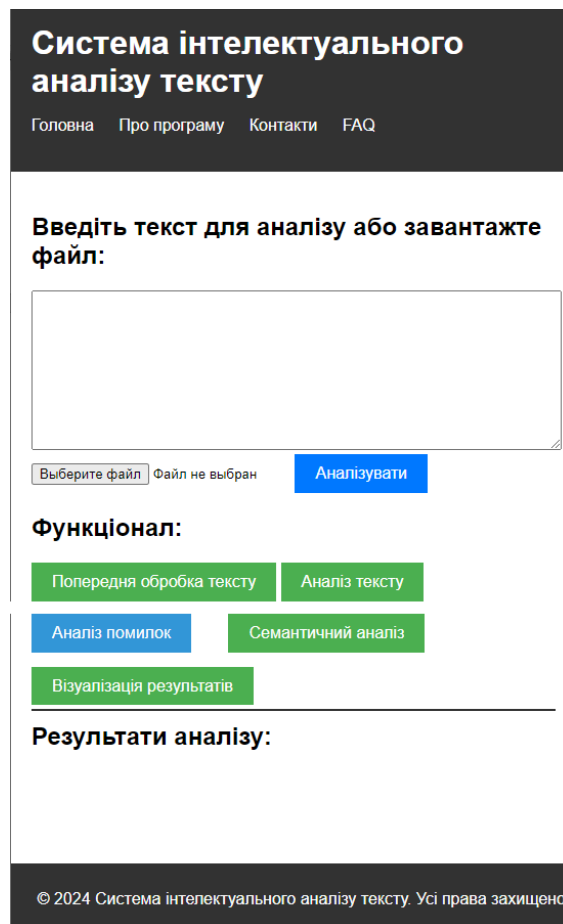 Система інтелектуального
аналізу тексту
Головна Про програму Контакти FAQ
Введіть текст для аналізу або завантажте
файл:
Выберите файл Файл не выбран Аналізувати
Функціонал:
Попередня обробка тексту Аналіз тексту
Аналіз помилок Семантичний аналіз
Візуалізація результатів
Результати аналізу:
© 2024 Система інтелектуального аналізу тексту. Усі права захищено